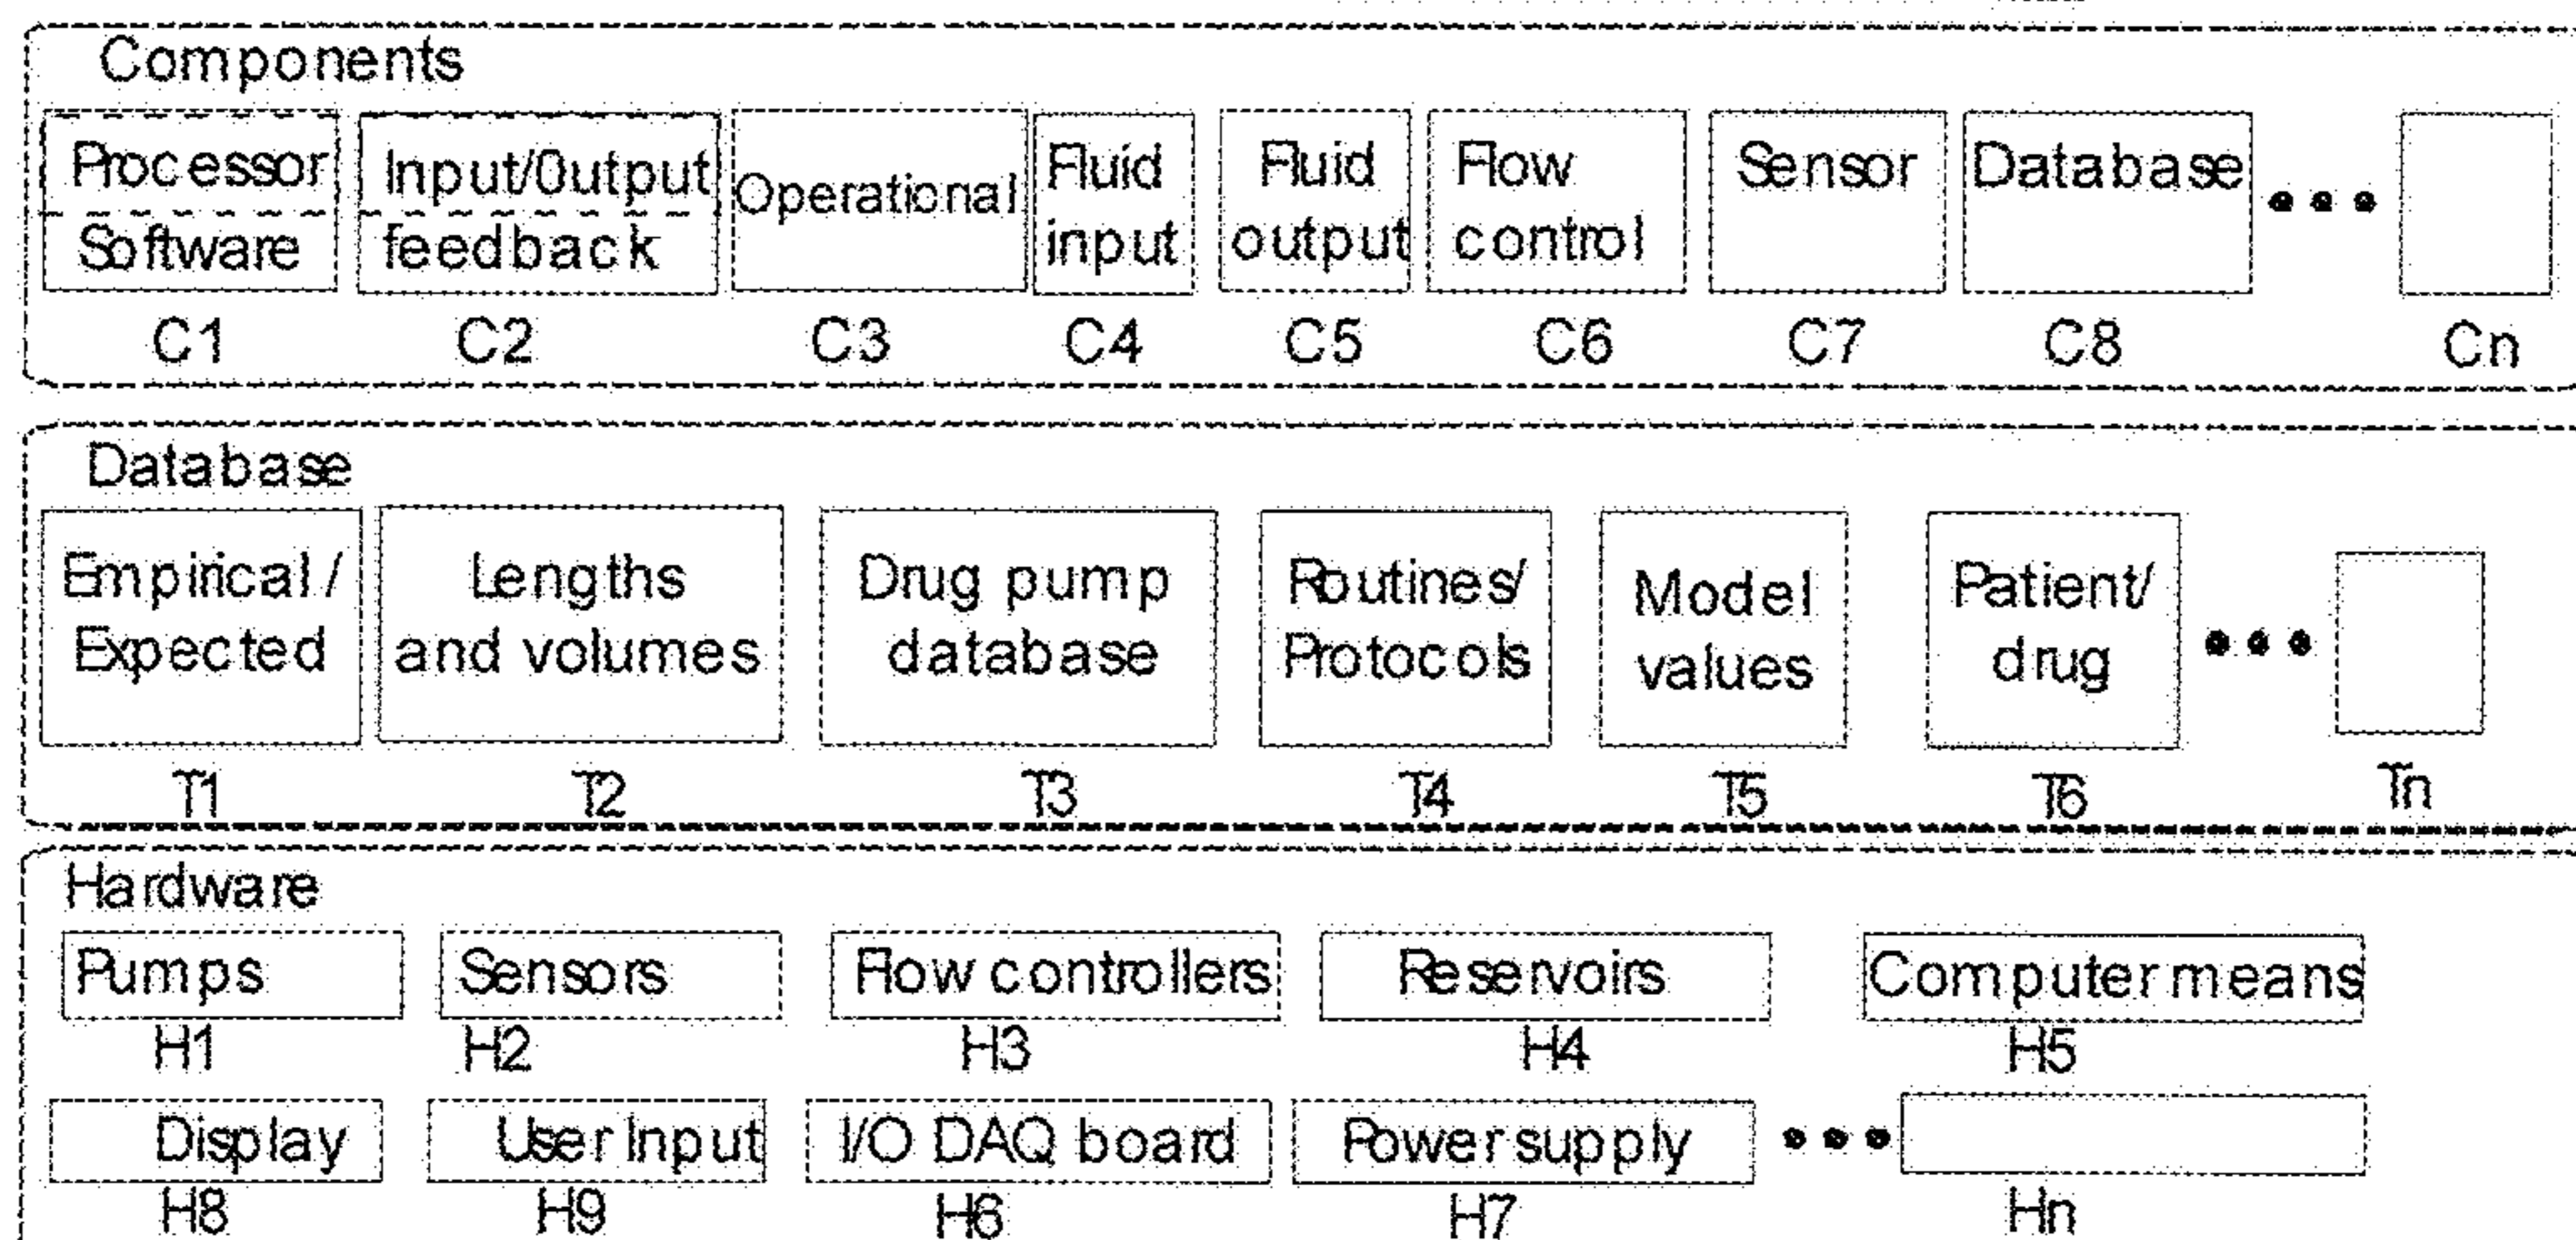 Components
Processor Input/Output Operational Fluid Fluid Flow Sensor Database
Software feedback input output control
C1 C2 C3 C4 C5 C6 C7 C8 Cn
Database
Empirical / Lengths Drug pump Routines/ Model Patient/
Expected and volumes database Protocols values drug
T1 T2 T3 T4 T5 T6 Tn
Hardware
Pumps Sensors Flow controllers Reservoirs Computer means
H1 H2 H3 H4 H5
Display User Input I/O DAQ board Power supply
H8 H9 H6 H7 Hn